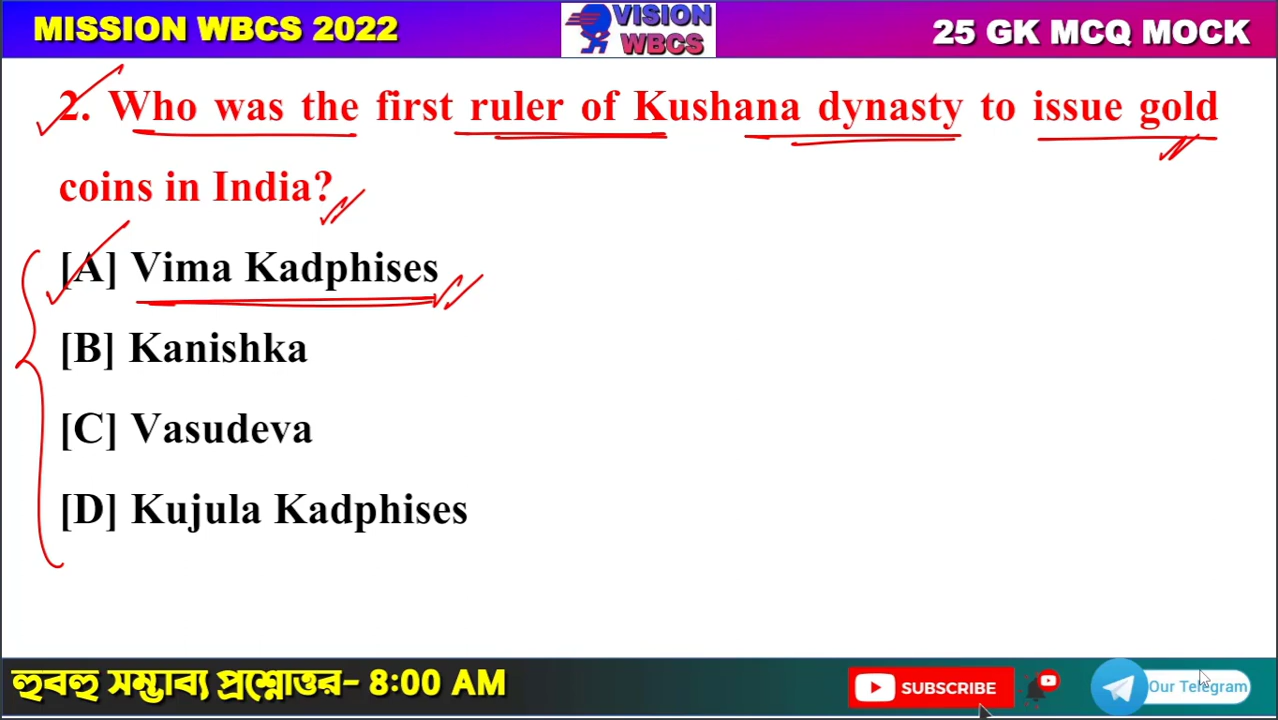 MISSION WBCS 2022
VISION
WBCS
25 GK MCQ MOCK
2. Who was the first ruler of Kushana dynasty to issue gold
coins in India?
[A] Vima Kadphises
[B] Kanishka
[C] Vasudeva
[D] Kujula Kadphises
হুবহু সম্ভাব্য প্রশ্নোত্তর- 8:00 AM
SUBSCRIBE
Our Telegram